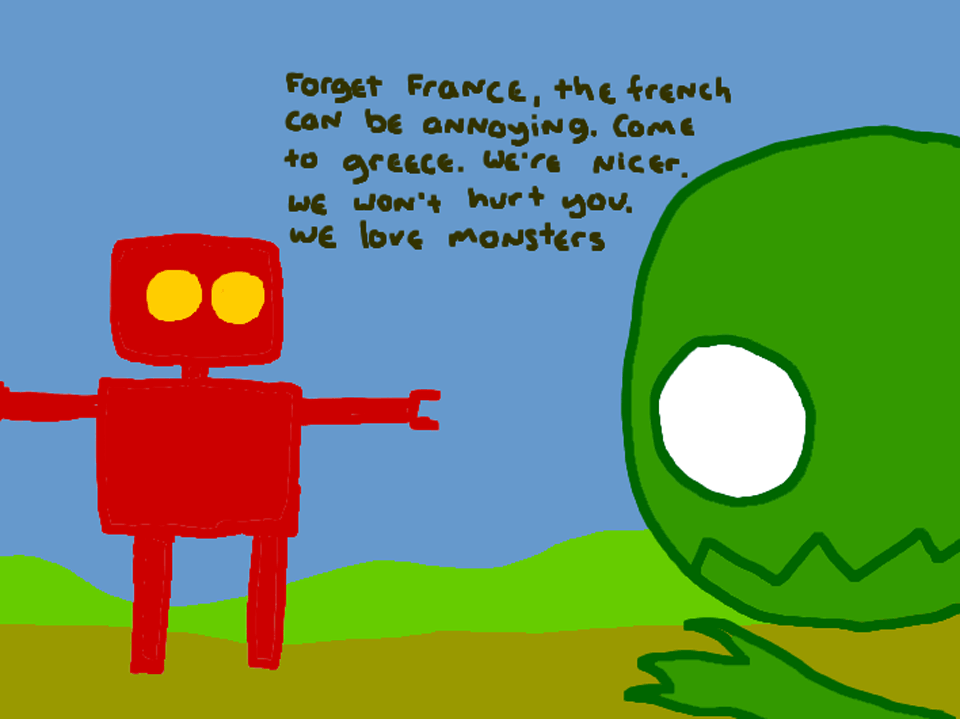 Forget France, the french
can be annoying. Come
to greece. We're nicer.
We won't hurt you.
We love monsters